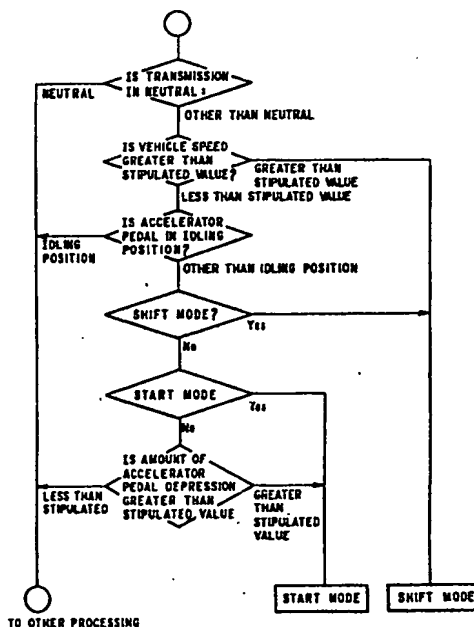 IS TRANSMISSION
IN NEUTRAL:
NEUTRAL
OTHER THAN NEUTRAL
IS VEHICLE SPEED
GREATER THAN
STIPULATED VALUE?
GREATER THAN
STIPULATED VALUE
LESS THAN STIPULATED VALUE
IS ACCELERATOR
PEDAL IN IDLING
POSITION?
IDLING
POSITION
OTHER THAN IDLING POSITION
SHIFT MODE?
Yes
No
START MODE
Yes
No
IS AMOUNT OF
ACCELERATOR
PEDAL DEPRESSION
GREATER THAN
STIPULATED VALUE
LESS THAN
STIPULATED
GREATER
THAN
STIPULATED
VALUE
START MODE
SHIFT MODE
TO OTHER PROCESSING